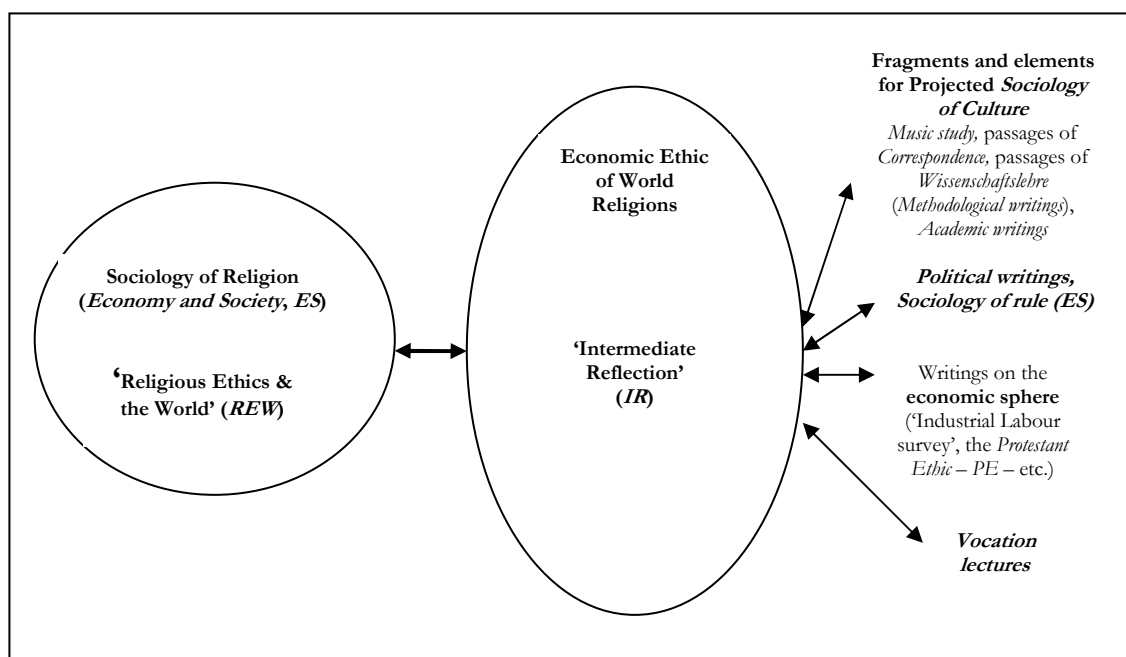 Sociology of Religion
(Economy and Society, ES)
‘Religious Ethics &
the World’ (REW)
Economic Ethic
of World
Religions
‘Intermediate
Reflection’
(IR)
Fragments and elements
for Projected Sociology
of Culture
Music study, passages of
Correspondence, passages of
Wissenschaftslehre
(Methodological writings),
Academic writings
Political writings,
Sociology of rule (ES)
Writings on the
economic sphere
(‘Industrial Labour
survey’, the Protestant
Ethic – PE – etc.)
Vocation
lectures